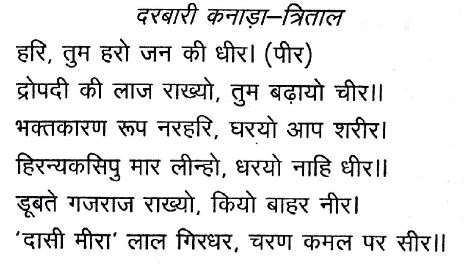 दरबारी कनाड़ा–त्रिताल
हरि, तुम हरो जन की धीर। (पीर)
द्रोपदी की लाज राख्यो, तुम बढ़ायो चीर॥
भक्तकारण रूप नरहरि, घरयो आप शरीर।
हिरन्यकसिपु मार लीन्हो, धरयो नाहि धीर॥
डूबते गजराज राख्यो, कियो बाहर नीर।
'दासी मीरा' लाल गिरधर, चरण कमल पर सीर॥